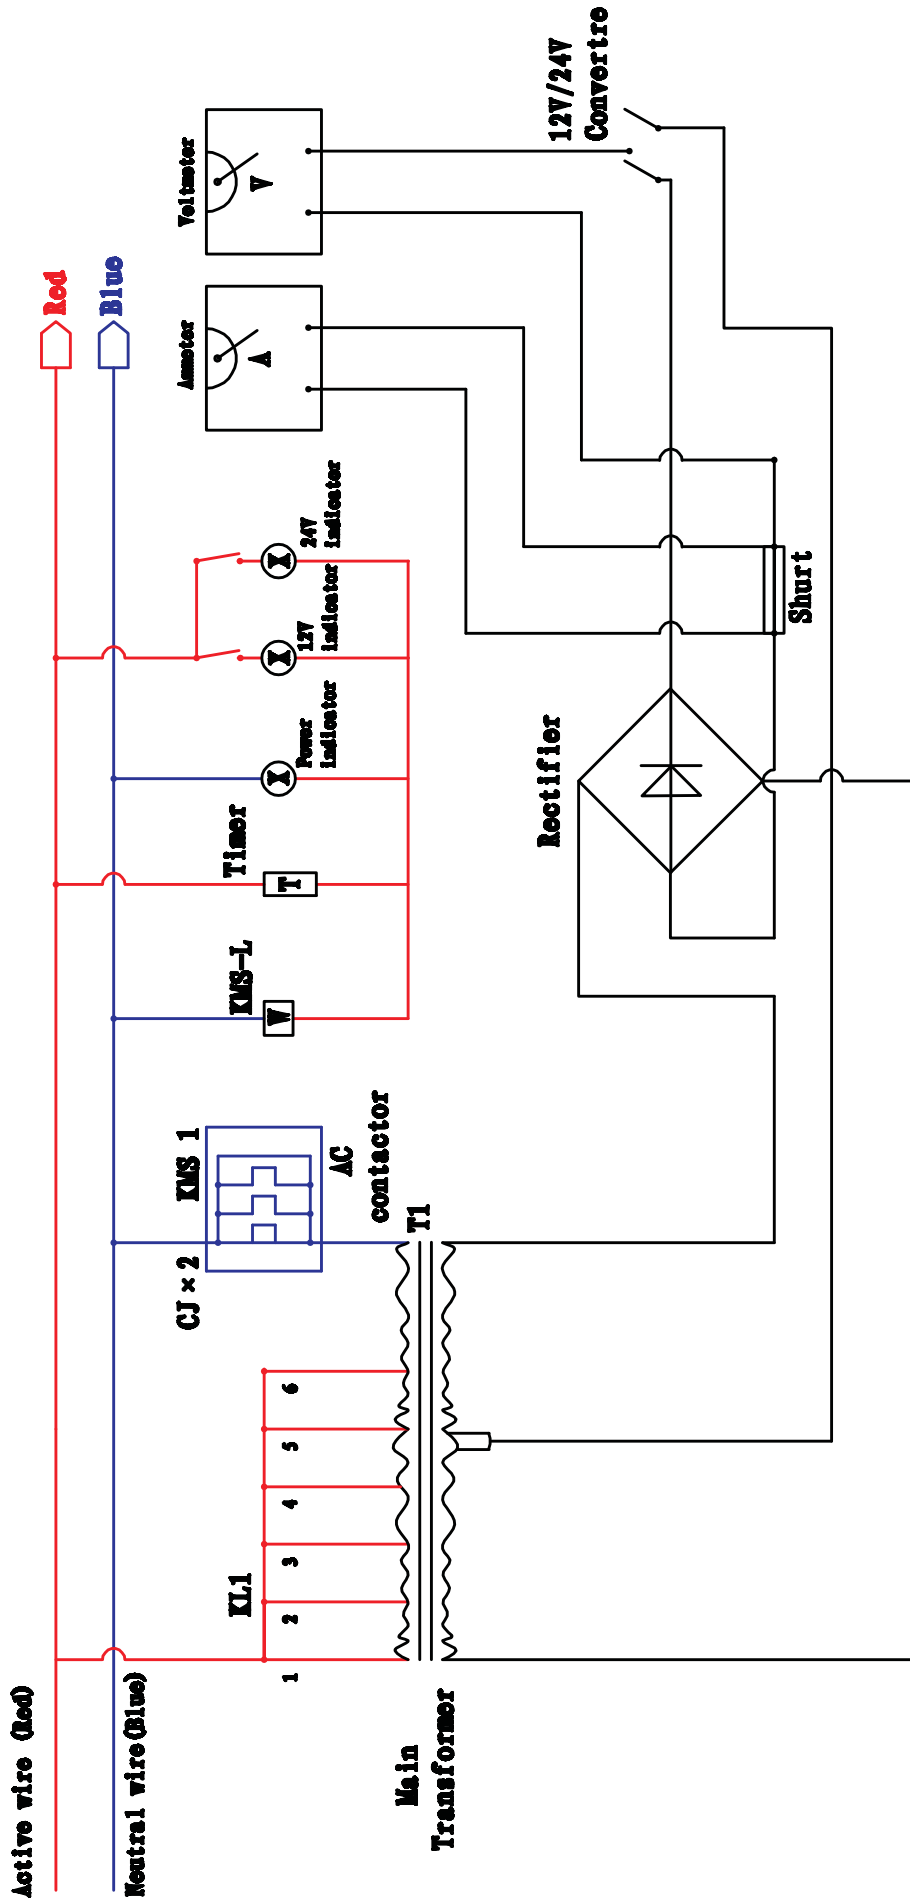 Active wire (Red)
Neutral wire(Blue)
Red
Blue
KL1
1
2
3
4
5
6
Main
Transformer
T1
CJ×2
KMS 1
AC
contactor
KMS-L
W
Timer
T
X
Power
indicator
X
12V
indicator
X
24V
indicator
Ammeter
A
Voltmeter
V
12V/24V
Convertre
Rectifier
Shurt